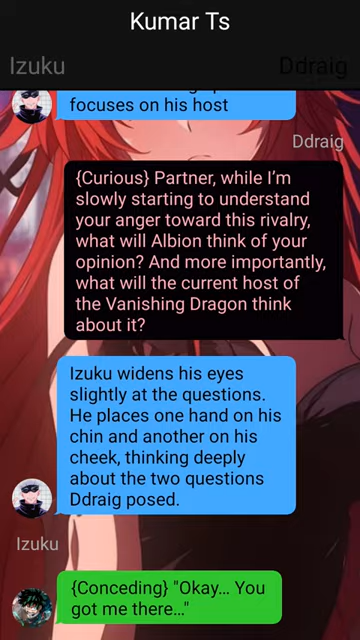 Kumar Ts
Izuku
Ddraig
focuses on his host
Ddraig
{Curious} Partner, while I'm
slowly starting to understand
your anger toward this rivalry,
what will Albion think of your
opinion? And more importantly,
what will the current host of
the Vanishing Dragon think
about it?
Izuku widens his eyes
slightly at the questions.
He places one hand on his
chin and another on his
cheek, thinking deeply
about the two questions
Ddraig posed.
Izuku
{Conceding} "Okay... You
got me there..."